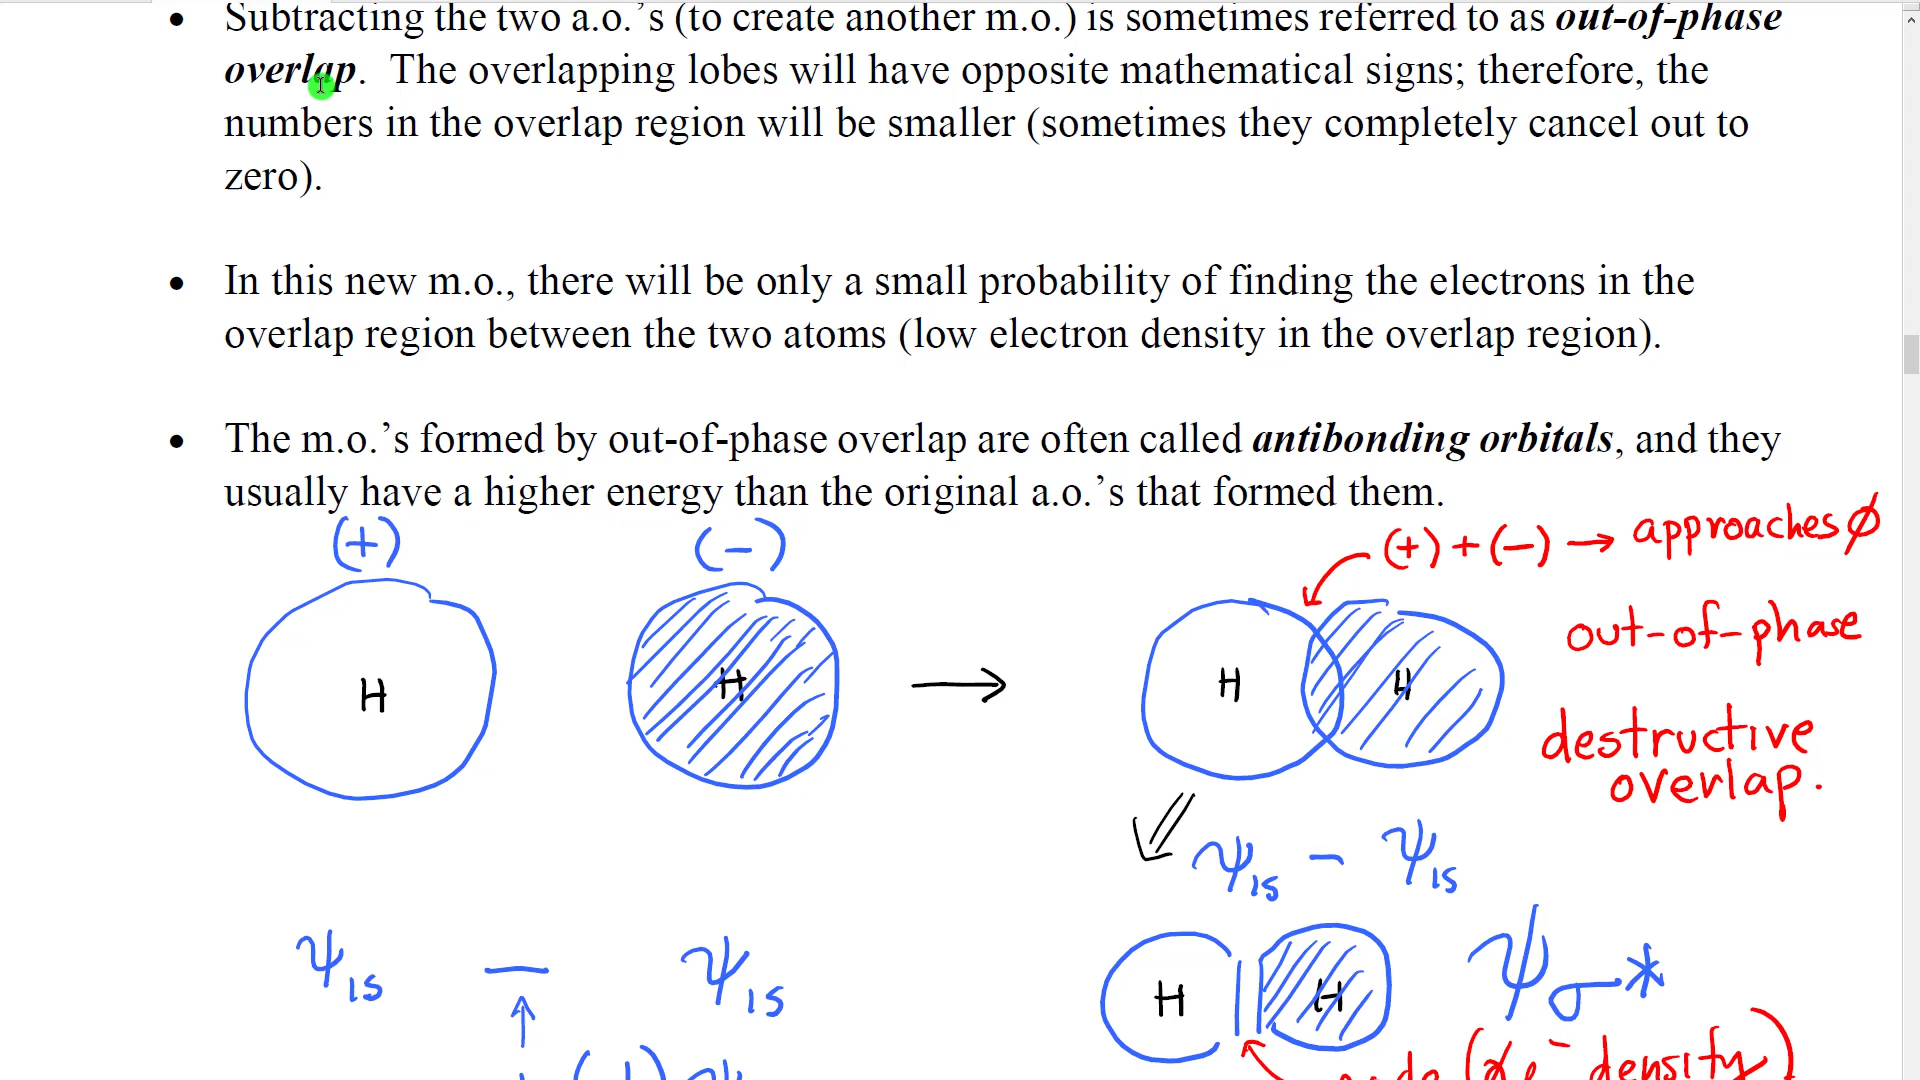 • Subtracting the two a.o.’s (to create another m.o.) is sometimes referred to as out-of-phase
overlap. The overlapping lobes will have opposite mathematical signs; therefore, the
numbers in the overlap region will be smaller (sometimes they completely cancel out to
zero).
• In this new m.o., there will be only a small probability of finding the electrons in the
overlap region between the two atoms (low electron density in the overlap region).
• The m.o.’s formed by out-of-phase overlap are often called antibonding orbitals, and they
usually have a higher energy than the original a.o.’s that formed them.
(+) (−) (+) + (−) → approaches ∅
out-of-phase
H H → H H
destructive
overlap.
ψ1s − ψ1s
ψ1s − ψ1s
H H ψσ*
e⁻ density)